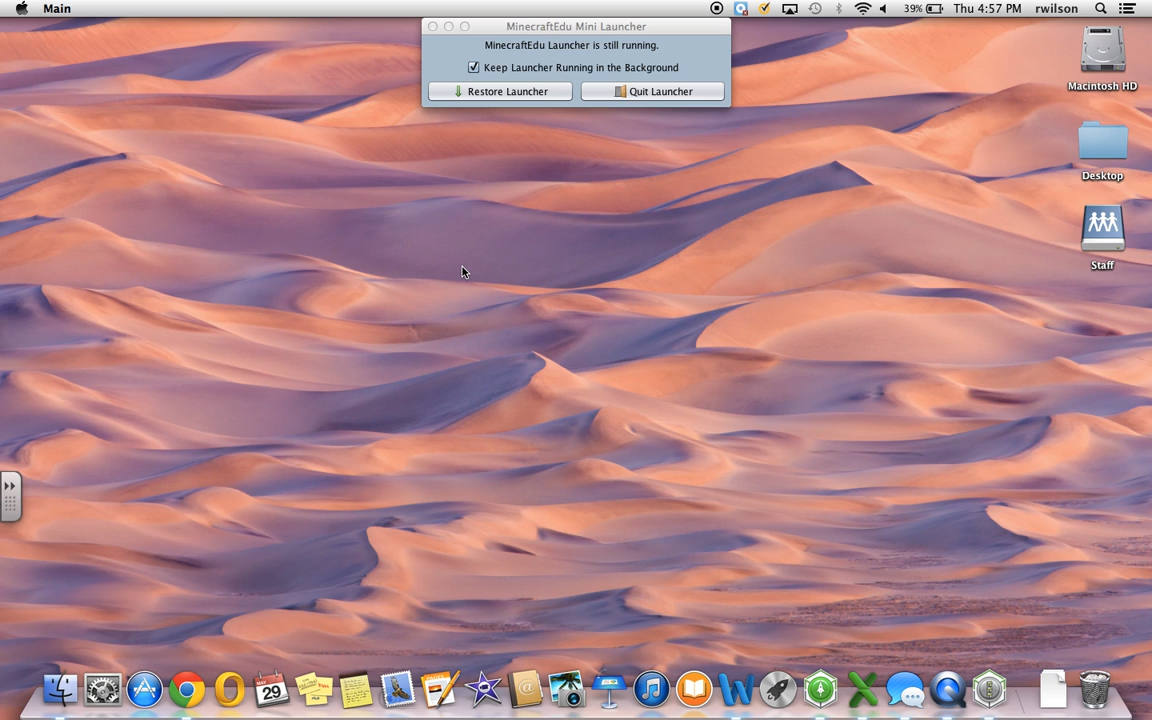 Main
39%
Thu 4:57 PM
rwilson
MinecraftEdu Mini Launcher
MinecraftEdu Launcher is still running.
Keep Launcher Running in the Background
Restore Launcher
Quit Launcher
Macintosh HD
Desktop
Staff
MAY
29